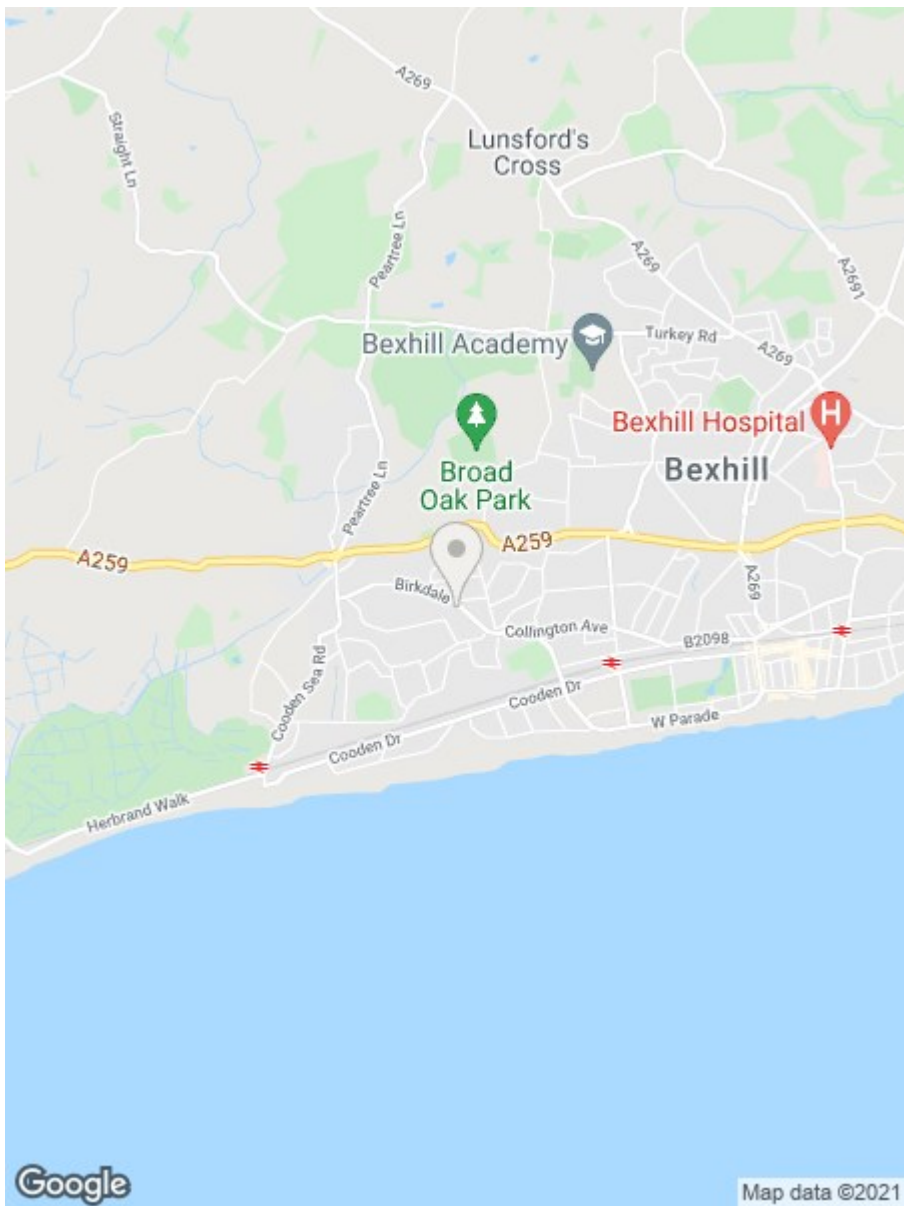 A269
Lunsford's
Cross
Straight Ln
Peartree Ln
A269
A2691
Turkey Rd
Bexhill Academy
A269
Bexhill Hospital
H
Bexhill
Broad
Oak Park
Peartree Ln
A259
A259
Birkdale
A269
Collington Ave
B2098
Cooden Sea Rd
Cooden Dr
W Parade
Cooden Dr
Herbrand Walk
Google
Map data ©2021